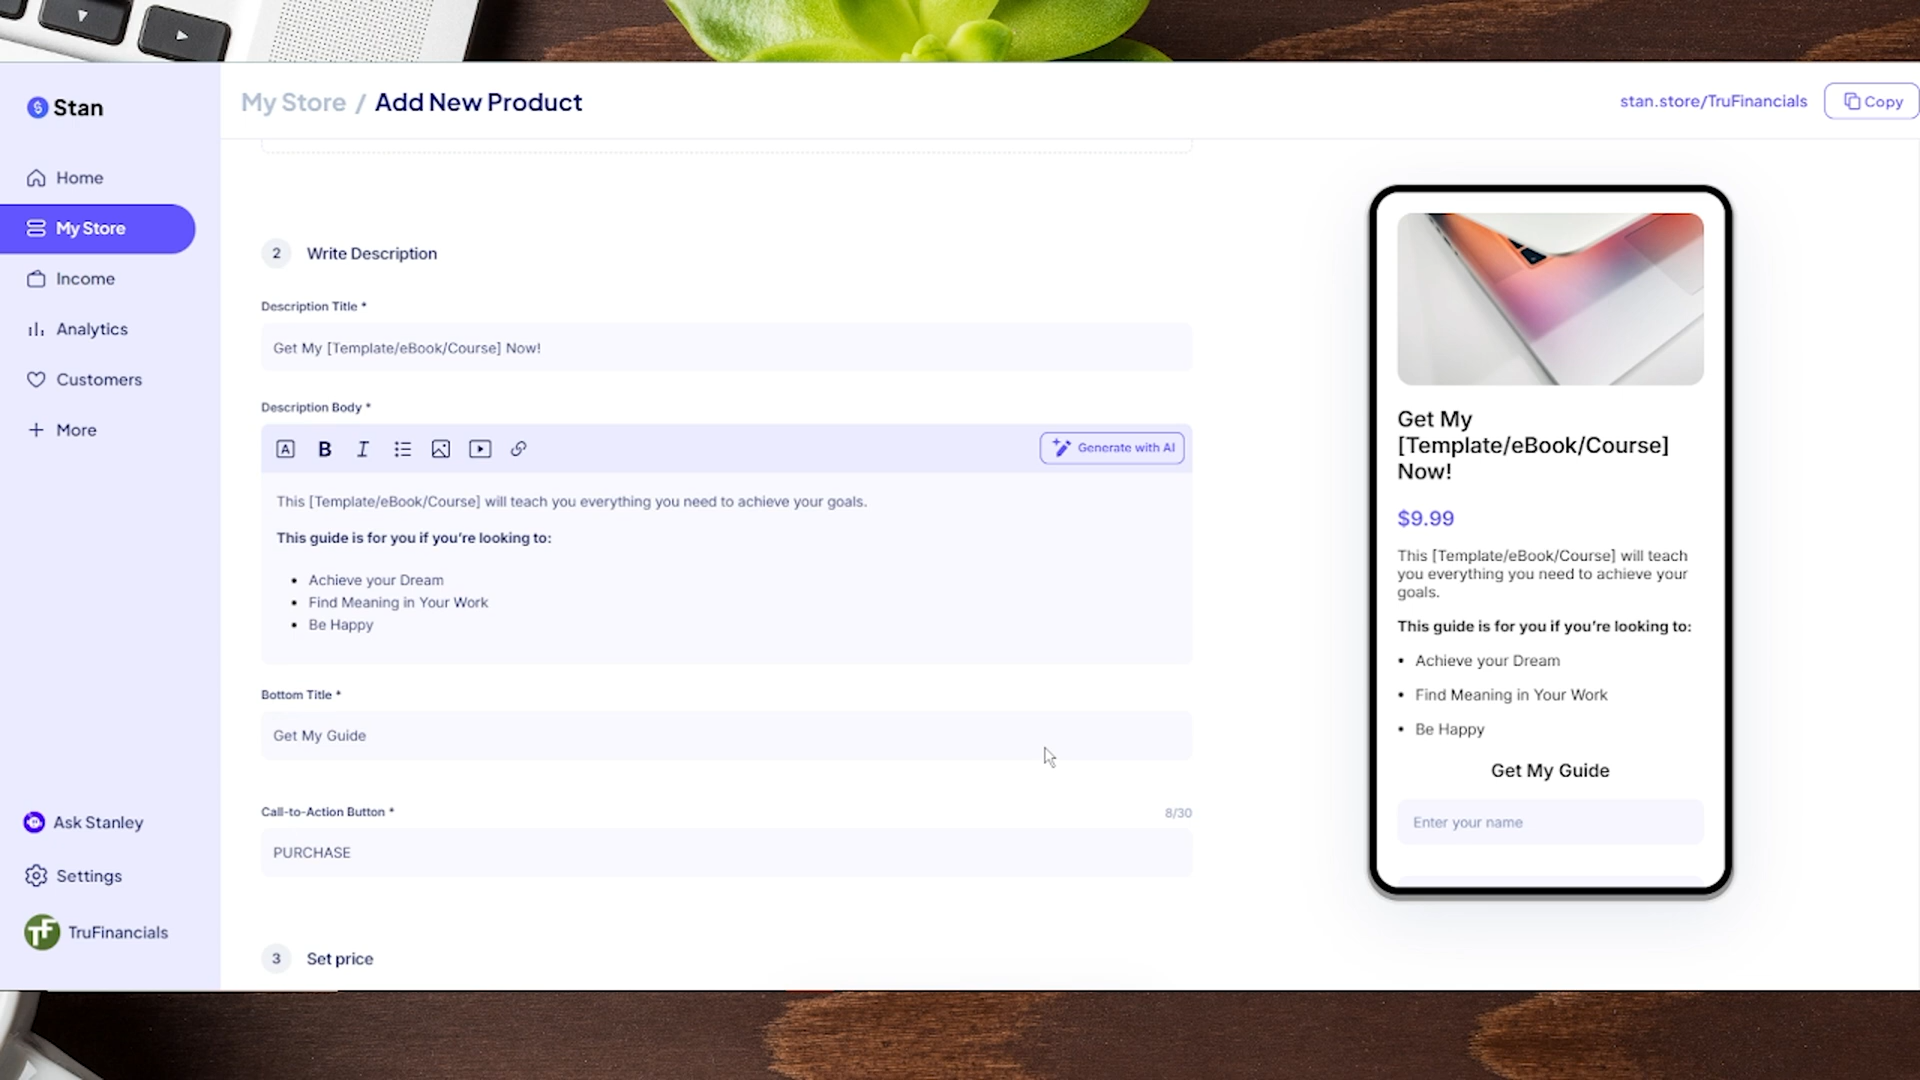 Stan
Home
My Store
Income
Analytics
Customers
More
Ask Stanley
Settings
TF
TruFinancials
My Store / Add New Product
stan.store/TruFinancials
Copy
2
Write Description
Description Title *
Get My [Template/eBook/Course] Now!
Description Body *
A B I
Generate with AI
This [Template/eBook/Course] will teach you everything you need to achieve your goals.
This guide is for you if you're looking to:
• Achieve your Dream
• Find Meaning in Your Work
• Be Happy
Bottom Title *
Get My Guide
Call-to-Action Button *
8/30
PURCHASE
3
Set price
Get My
[Template/eBook/Course]
Now!
$9.99
This [Template/eBook/Course] will teach
you everything you need to achieve your
goals.
This guide is for you if you're looking to:
• Achieve your Dream
• Find Meaning in Your Work
• Be Happy
Get My Guide
Enter your name